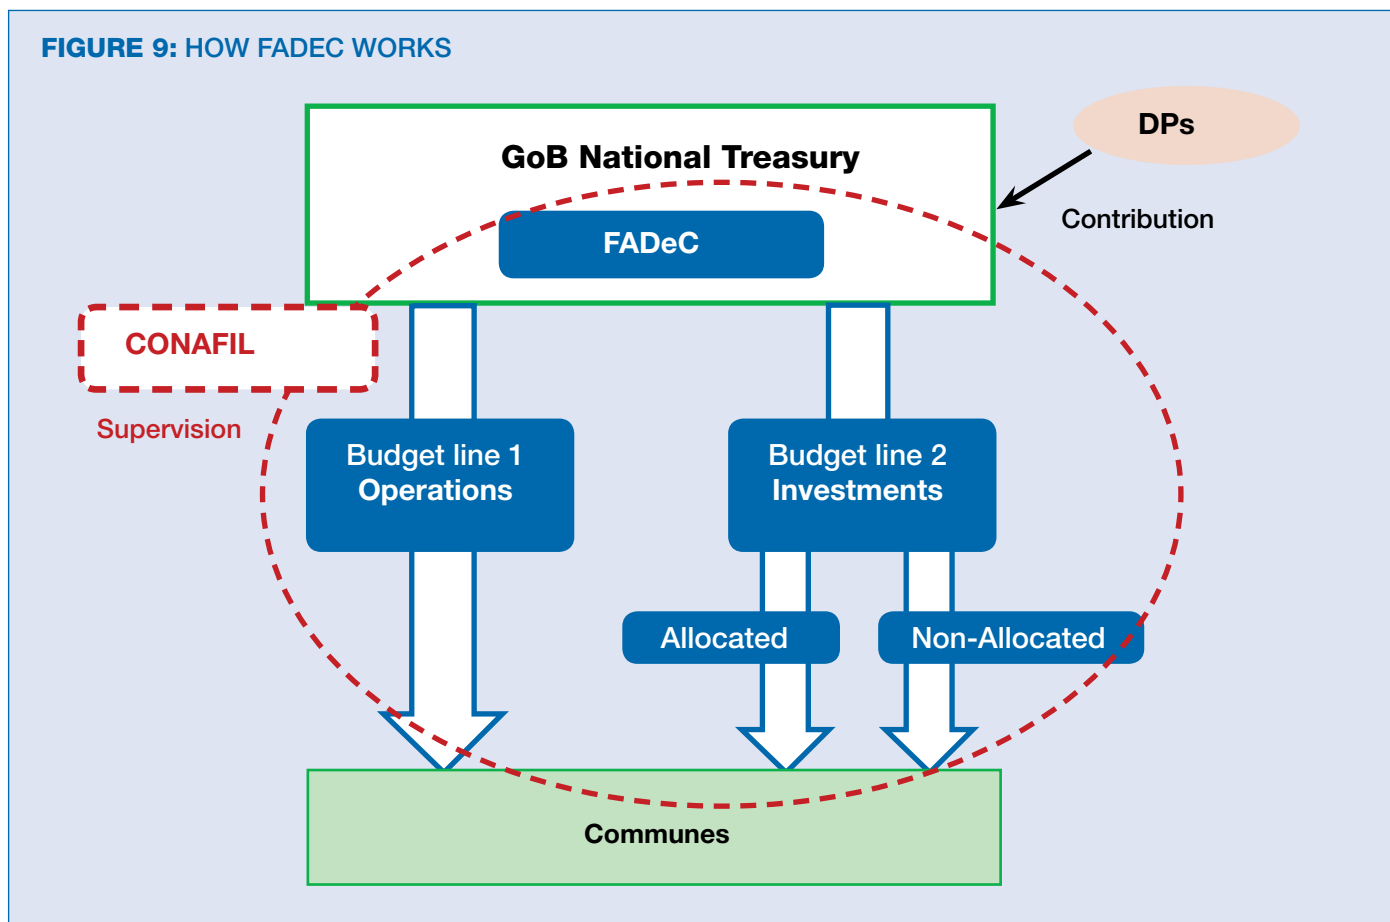 FIGURE 9: HOW FADEC WORKS
DPs
GoB National Treasury
Contribution
FADeC
CONAFIL
Supervision
Budget line 1
Operations
Budget line 2
Investments
Allocated
Non-Allocated
Communes